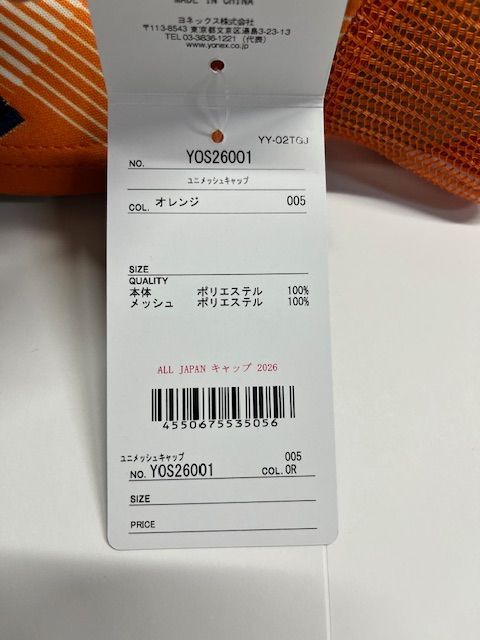 MADE IN CHINA
ヨネックス株式会社
〒113-8543 東京都文京区湯島3-23-13
TEL 03-3836-1221 (代表)
www.yonex.co.jp
YY-02TGJ
NO. YOS26001
ユニメッシュキャップ
COL. オレンジ 005
SIZE
QUALITY
本体 ポリエステル 100%
メッシュ ポリエステル 100%
ALL JAPAN キャップ 2026
4550675535056
ユニメッシュキャップ 005
NO. YOS26001 COL. OR
SIZE
PRICE